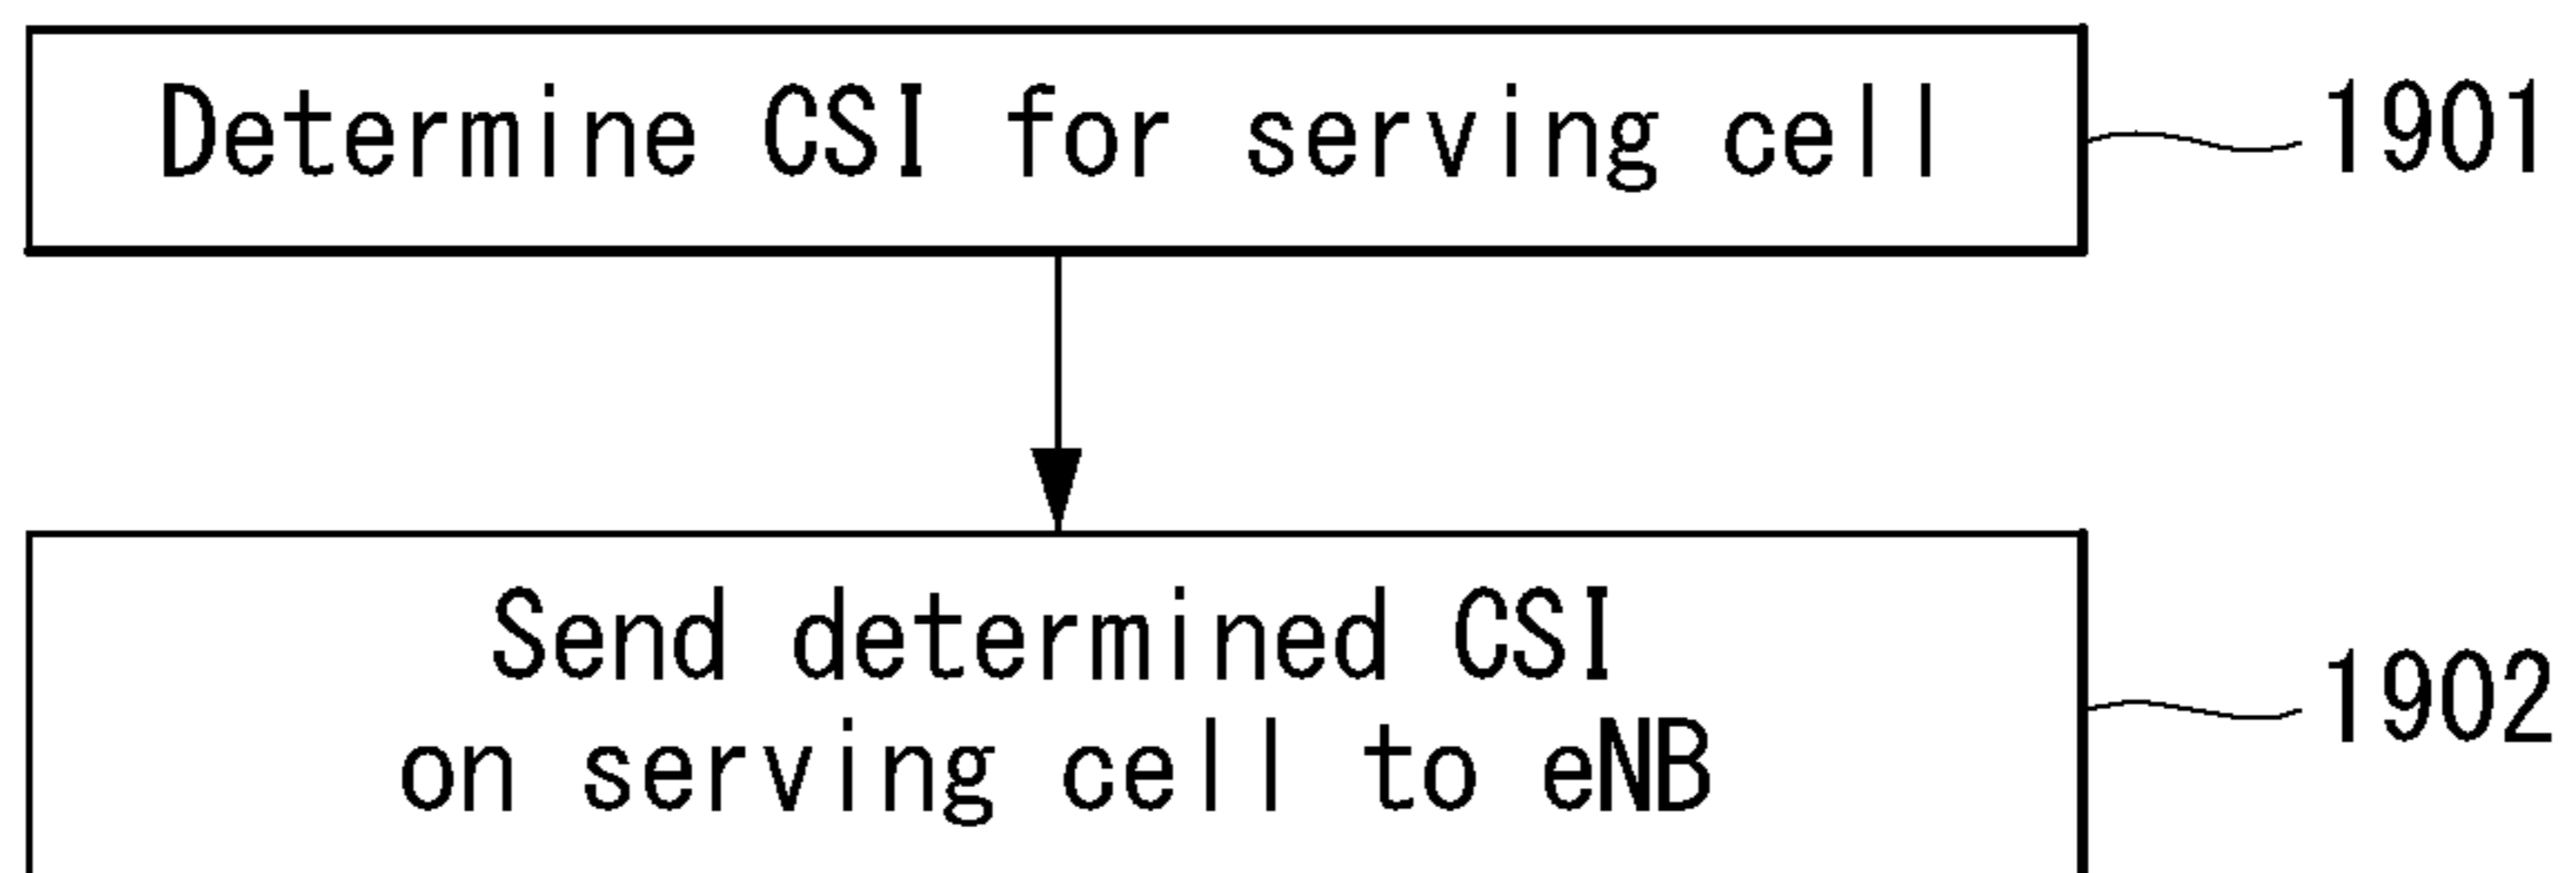 Determine CSI for serving cell
1901
Send determined CSI
on serving cell to eNB
1902